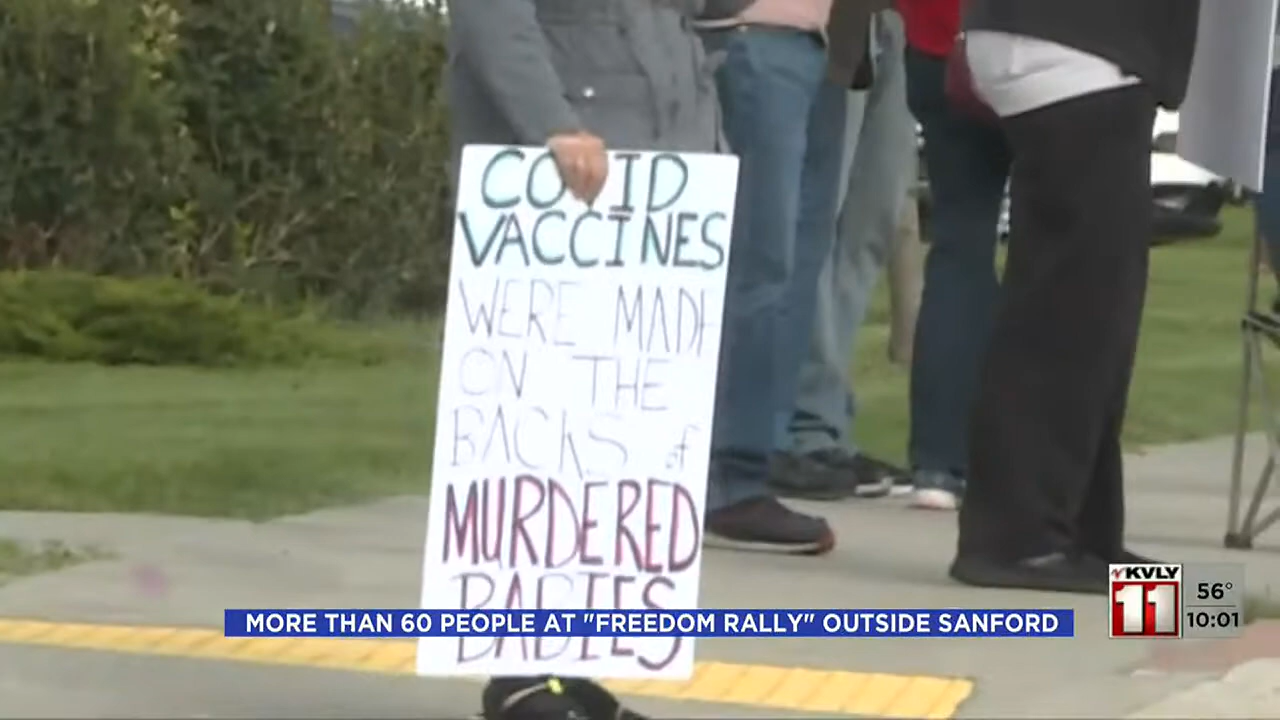 COVID
VACCINES
WERE MADE
ON THE
BACKS of
MURDERED
BABIES
MORE THAN 60 PEOPLE AT "FREEDOM RALLY" OUTSIDE SANFORD
KVLY
11
56°
10:01